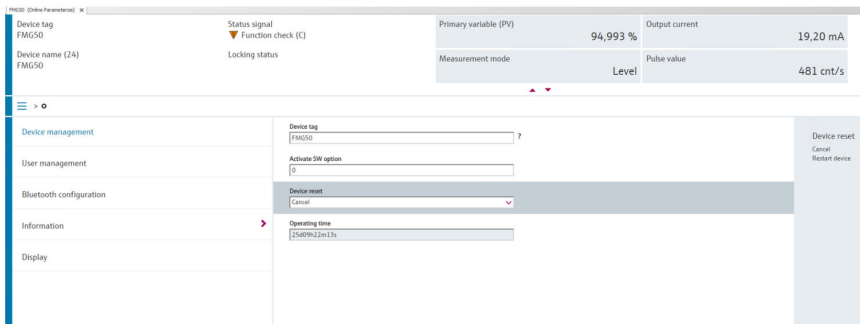 FMG50 (Online Parameterize) ×
Device tag
FMG50
Status signal
Function check (C)
Primary variable (PV)
94,993 %
Output current
19,20 mA
Device name (24)
FMG50
Locking status
Measurement mode
Level
Pulse value
481 cnt/s
>
Device management
User management
Bluetooth configuration
Information
Display
Device tag
FMG50
?
Activate SW option
0
Device reset
Cancel
Operating time
25d09h22m13s
Device reset
Cancel
Restart device